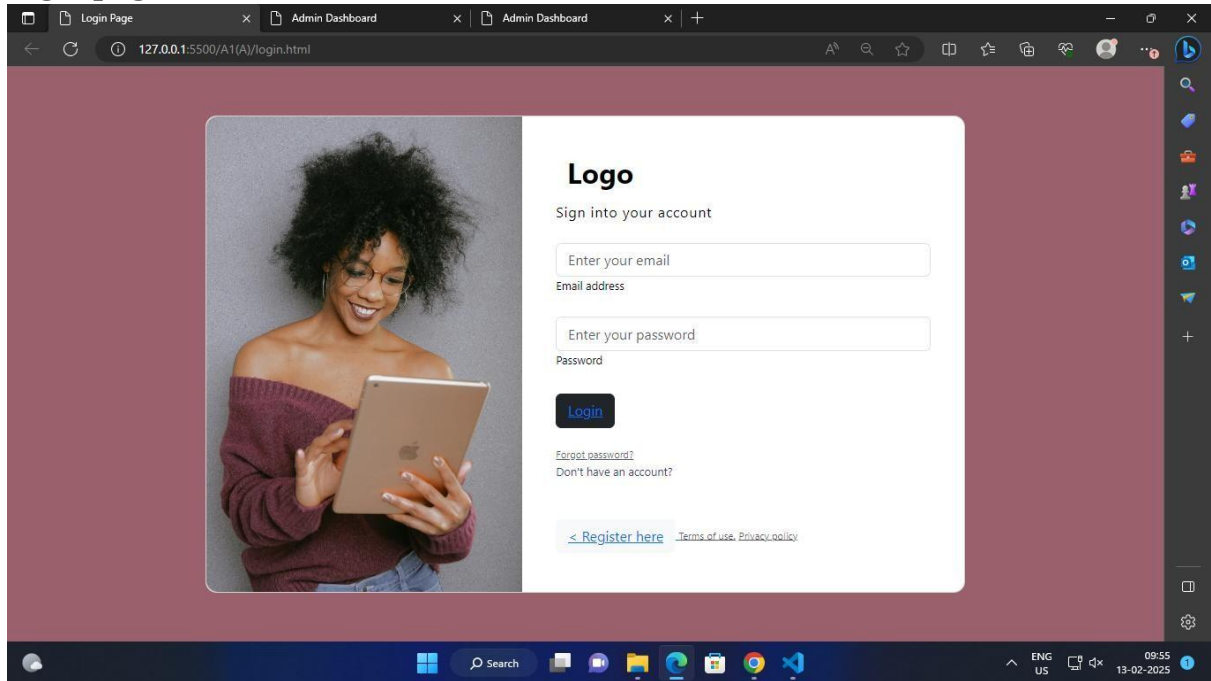 Login Page
Admin Dashboard
Admin Dashboard
127.0.0.1:5500/A1(A)/login.html
Logo
Sign into your account
Enter your email
Email address
Enter your password
Password
Login
Forgot password?
Don't have an account?
< Register here
Terms of use. Privacy policy
Search
ENG
US
09:55
13-02-2025
1